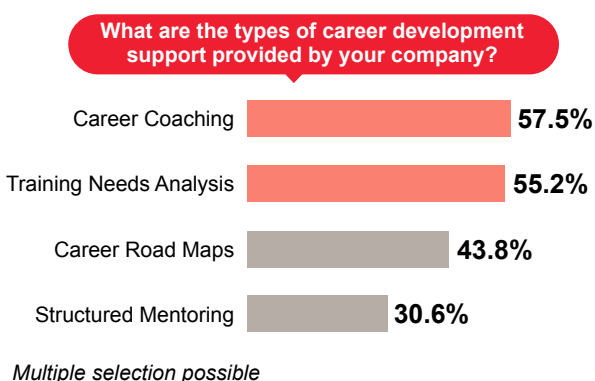 What are the types of career development
support provided by your company?
Career Coaching 57.5%
Training Needs Analysis 55.2%
Career Road Maps 43.8%
Structured Mentoring 30.6%
Multiple selection possible